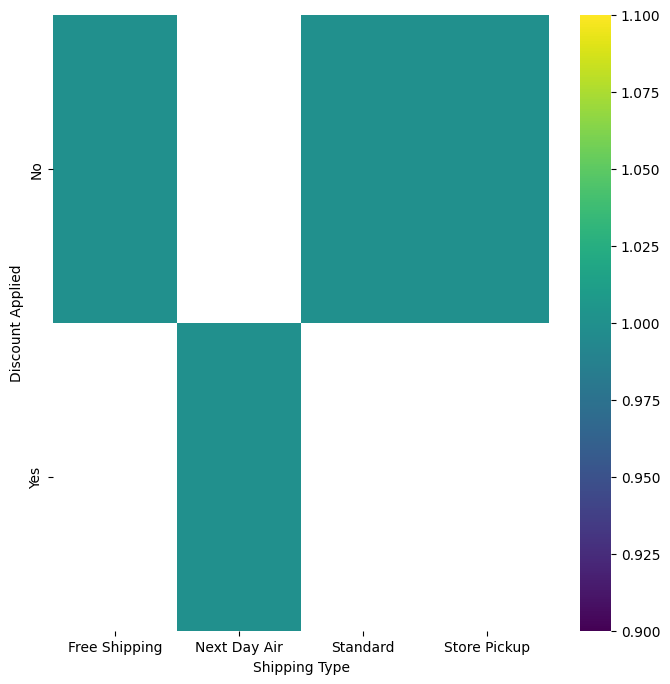 No
Yes
Discount Applied
Free Shipping
Next Day Air
Standard
Store Pickup
Shipping Type
1.100
1.075
1.050
1.025
1.000
0.975
0.950
0.925
0.900